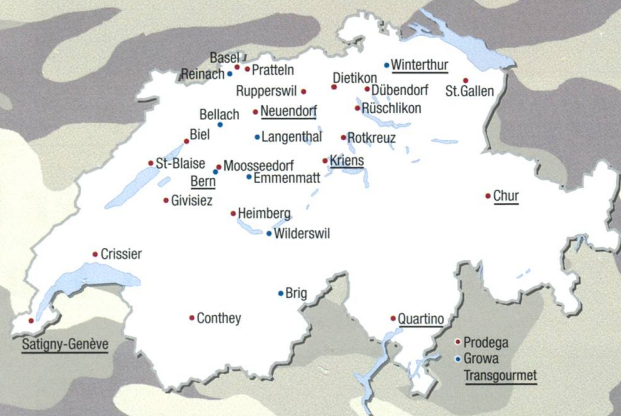 Basel
Pratteln
Reinach
Winterthur
Dietikon
Rupperswil
Dübendorf
St.Gallen
Rüschlikon
Neuendorf
Bellach
Biel
Langenthal
Rotkreuz
St-Blaise
Moosseedorf
Kriens
Bern
Emmenmatt
Givisiez
Chur
Heimberg
Wilderswil
Crissier
Brig
Conthey
Quartino
Satigny-Genève
Prodega
Growa
Transgourmet